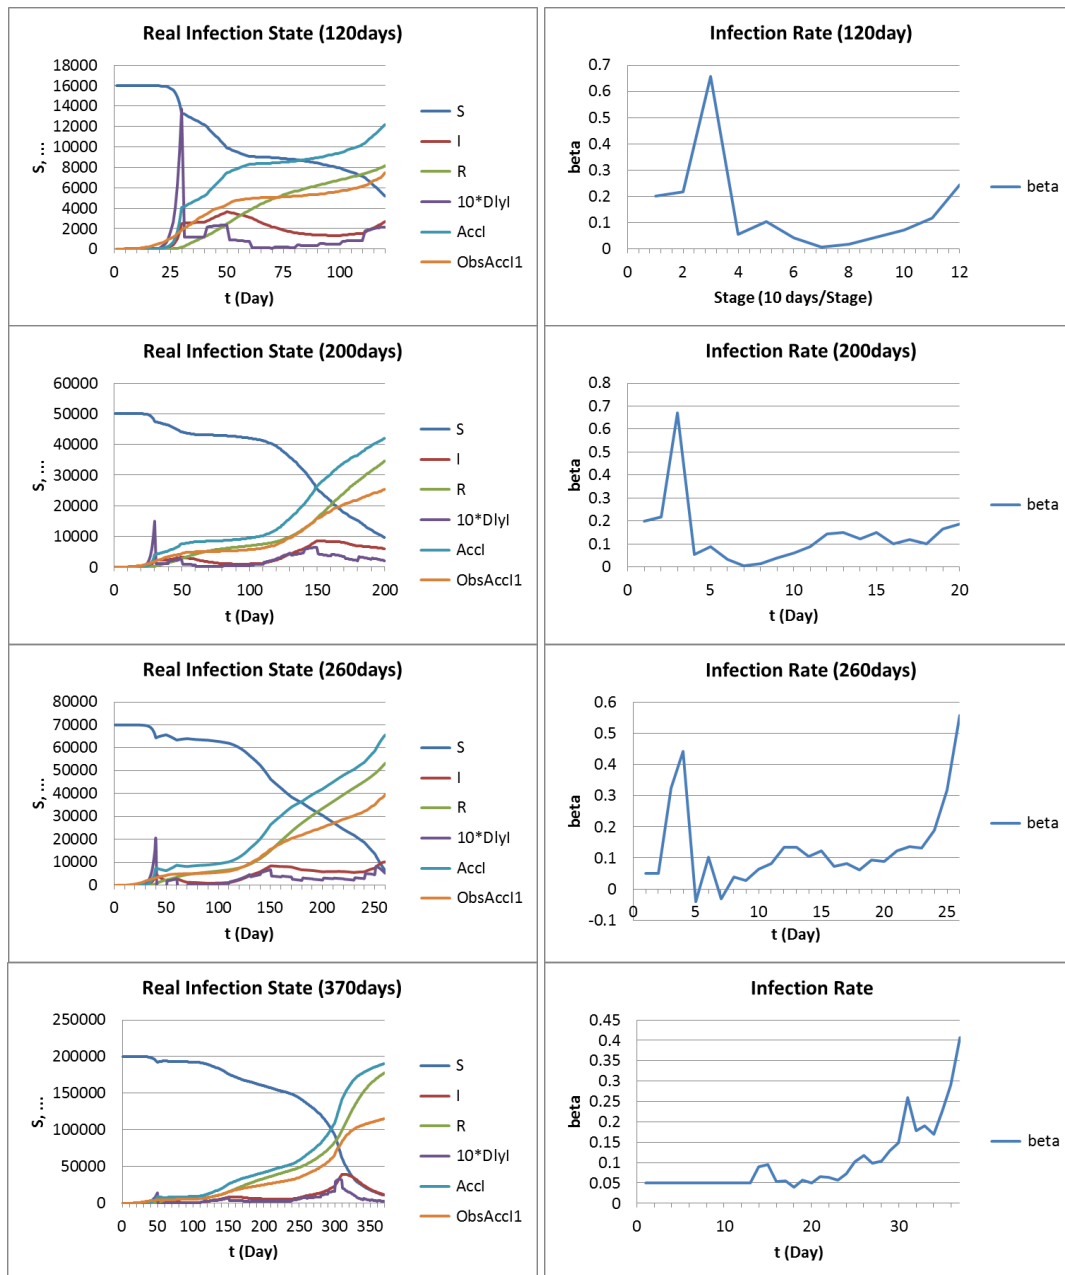 Real Infection State (120days)
S, ...
18000
16000
14000
12000
10000
8000
6000
4000
2000
0
0 25 50 75 100
t (Day)
S
I
R
10*DlyI
AccI
ObsAccI1
Infection Rate (120day)
beta
0.7
0.6
0.5
0.4
0.3
0.2
0.1
0
0 2 4 6 8 10 12
Stage (10 days/Stage)
beta
Real Infection State (200days)
S, ...
60000
50000
40000
30000
20000
10000
0
0 50 100 150 200
t (Day)
S
I
R
10*DlyI
AccI
ObsAccI1
Infection Rate (200days)
beta
0.8
0.7
0.6
0.5
0.4
0.3
0.2
0.1
0
0 5 10 15 20
t (Day)
beta
Real Infection State (260days)
S, ...
80000
70000
60000
50000
40000
30000
20000
10000
0
0 50 100 150 200 250
t (Day)
S
I
R
10*DlyI
AccI
ObsAccI1
Infection Rate (260days)
beta
0.6
0.5
0.4
0.3
0.2
0.1
0
-0.1
0 5 10 15 20 25
t (Day)
beta
Real Infection State (370days)
S, ...
250000
200000
150000
100000
50000
0
0 50 100 150 200 250 300 350
t (Day)
S
I
R
10*DlyI
AccI
ObsAccI1
Infection Rate
beta
0.45
0.4
0.35
0.3
0.25
0.2
0.15
0.1
0.05
0
0 10 20 30
t (Day)
beta